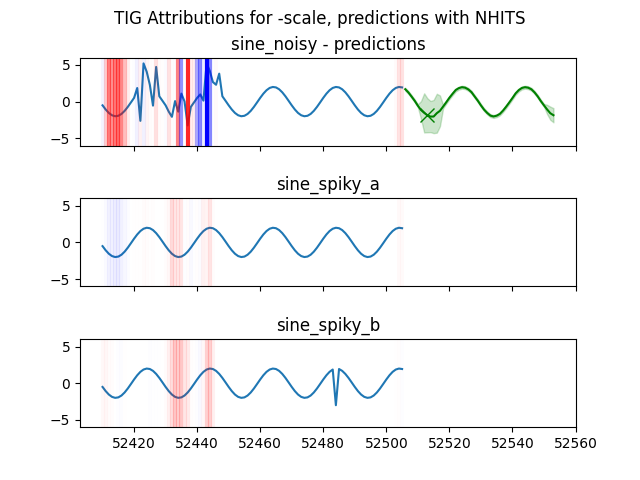 TIG Attributions for -scale, predictions with NHITS
sine_noisy - predictions
5
0
−5
sine_spiky_a
5
0
−5
sine_spiky_b
5
0
−5
52420 52440 52460 52480 52500 52520 52540 52560